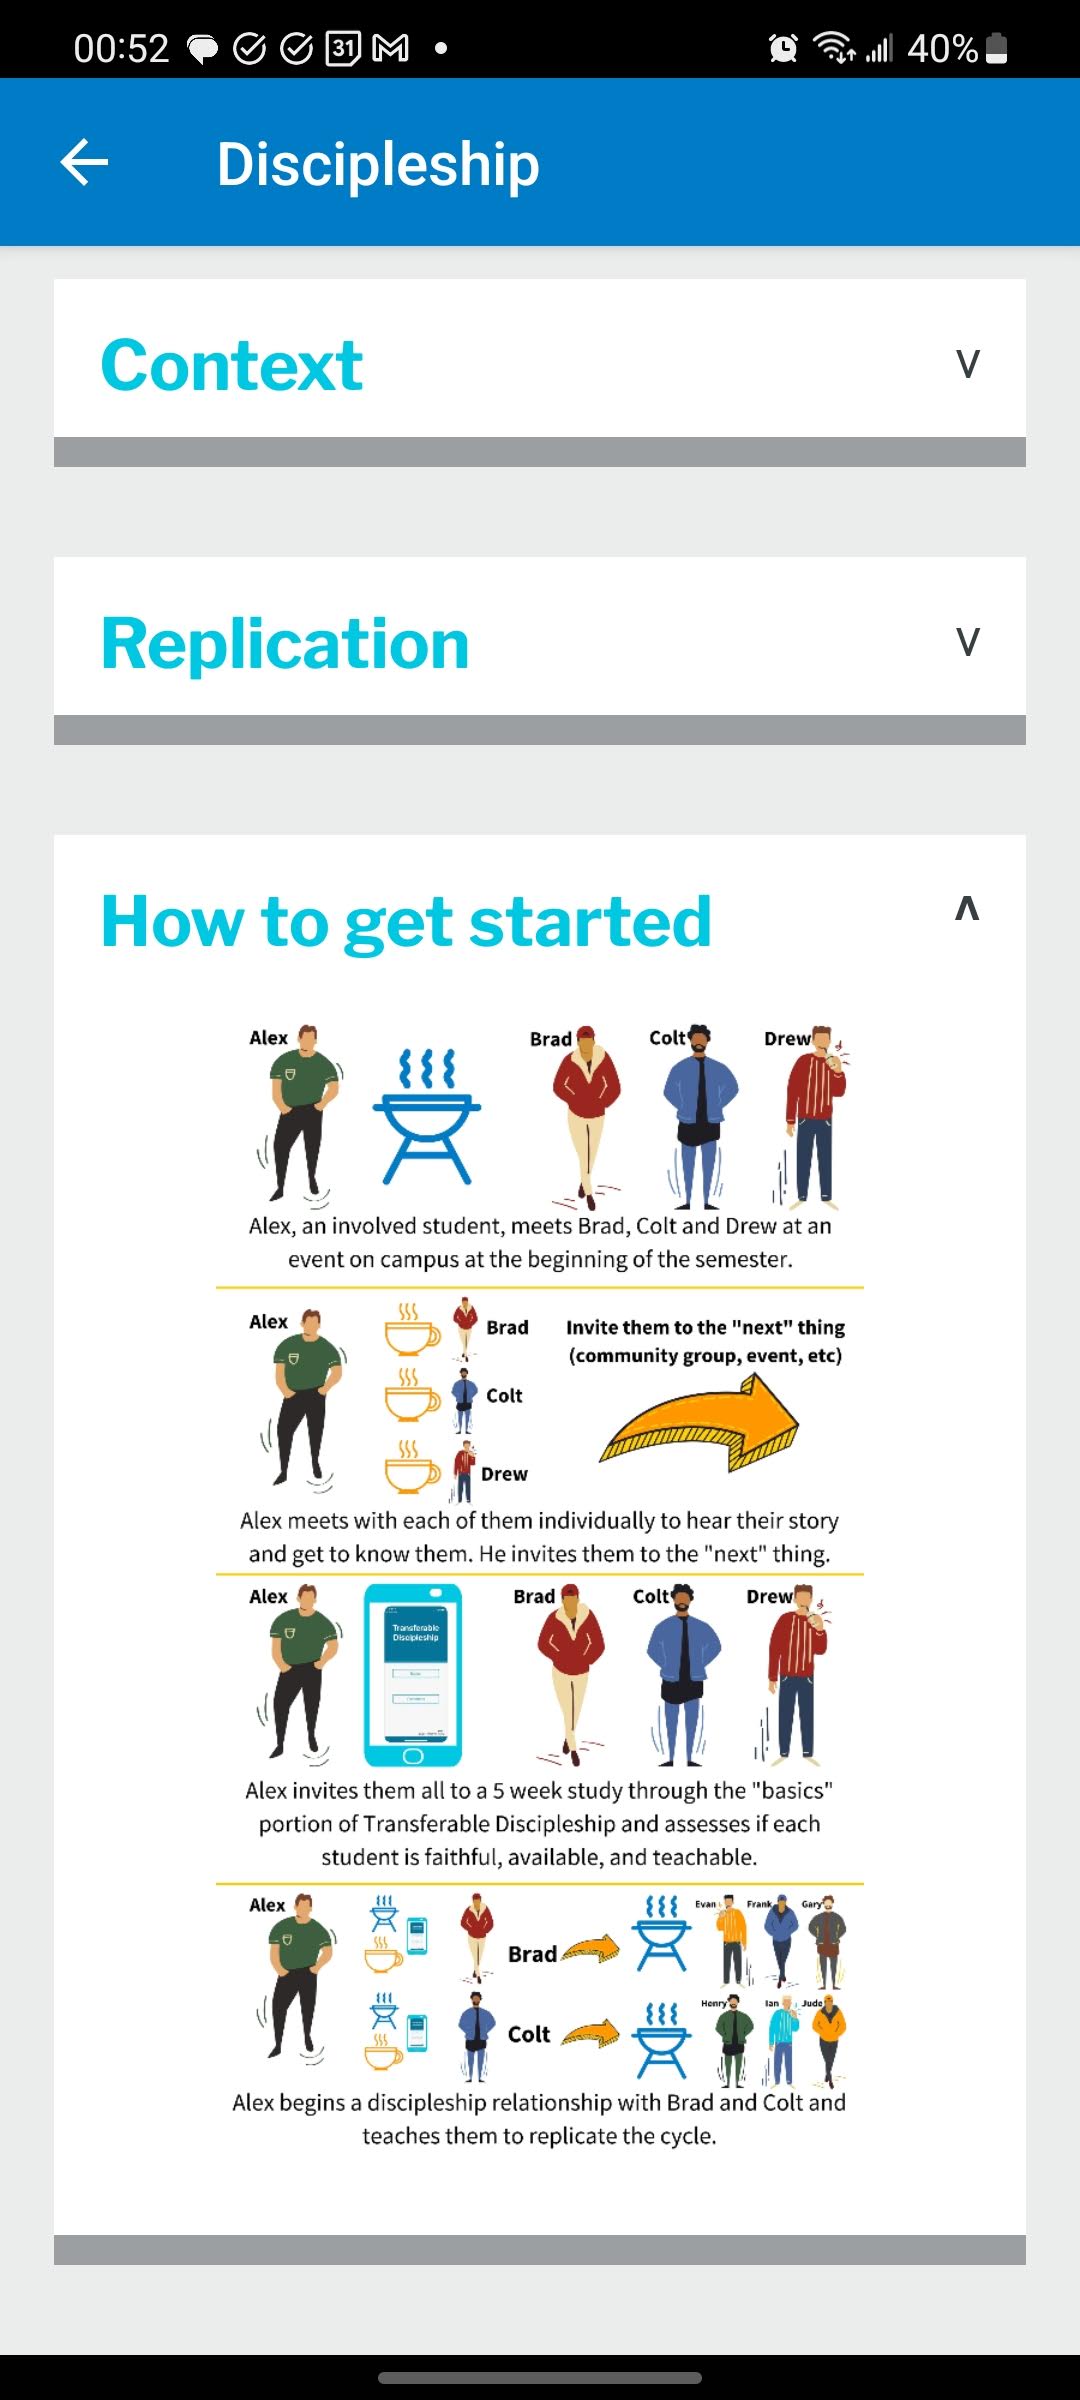 00:52
31
40%
Discipleship
Context
V
Replication
V
How to get started
Alex
Brad
Colt
Drew
Alex, an involved student, meets Brad, Colt and Drew at an
event on campus at the beginning of the semester.
Alex
Brad
Invite them to the "next" thing
(community group, event, etc)
Colt
Drew
Alex meets with each of them individually to hear their story
and get to know them. He invites them to the "next" thing.
Alex
Brad
Colt
Drew
Transferable
Discipleship
Alex invites them all to a 5 week study through the "basics"
portion of Transferable Discipleship and assesses if each
student is faithful, available, and teachable.
Alex
Evan
Frank
Gary
Brad
Henry
Ian
Jude
Colt
Alex begins a discipleship relationship with Brad and Colt and
teaches them to replicate the cycle.